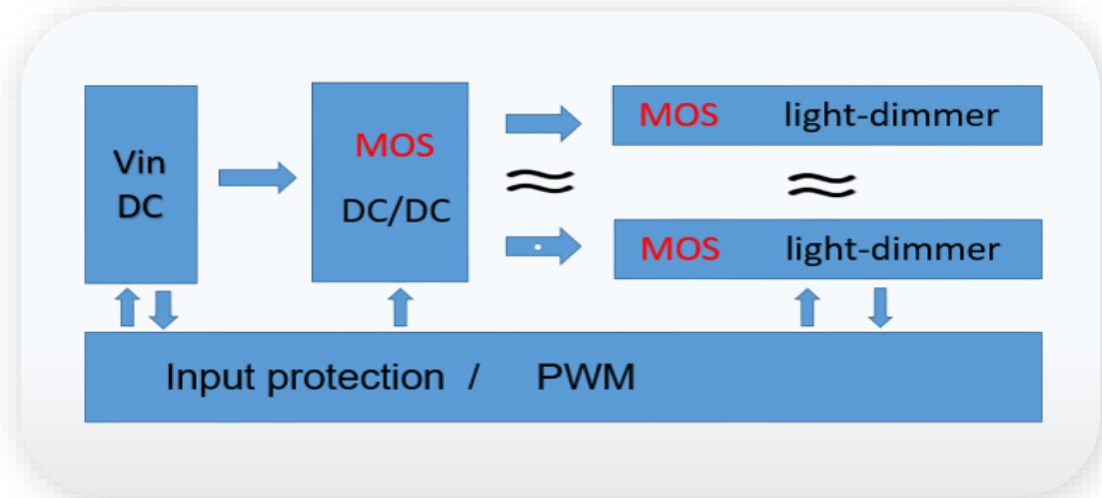 Vin
DC
MOS
DC/DC
MOS light-dimmer
MOS light-dimmer
Input protection / PWM